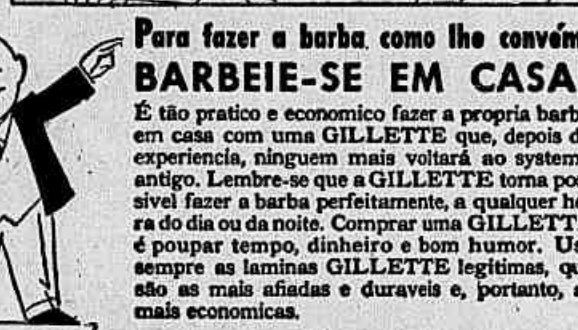 Para fazer a barba como lhe convém
BARBEIE-SE EM CASA
É tão pratico e economico fazer a propria barb
em casa com uma GILLETTE que, depois d
experiencia, ninguem mais voltará ao system
antigo. Lembre-se que a GILLETTE torna pos
sivel fazer a barba perfeitamente, a qualquer ho
ra do dia ou da noite. Comprar uma GILLETT
é poupar tempo, dinheiro e bom humor. Us
sempre as laminas GILLETTE legitimas, qu
são as mais afiadas e duraveis e, portanto, a
mais economicas.